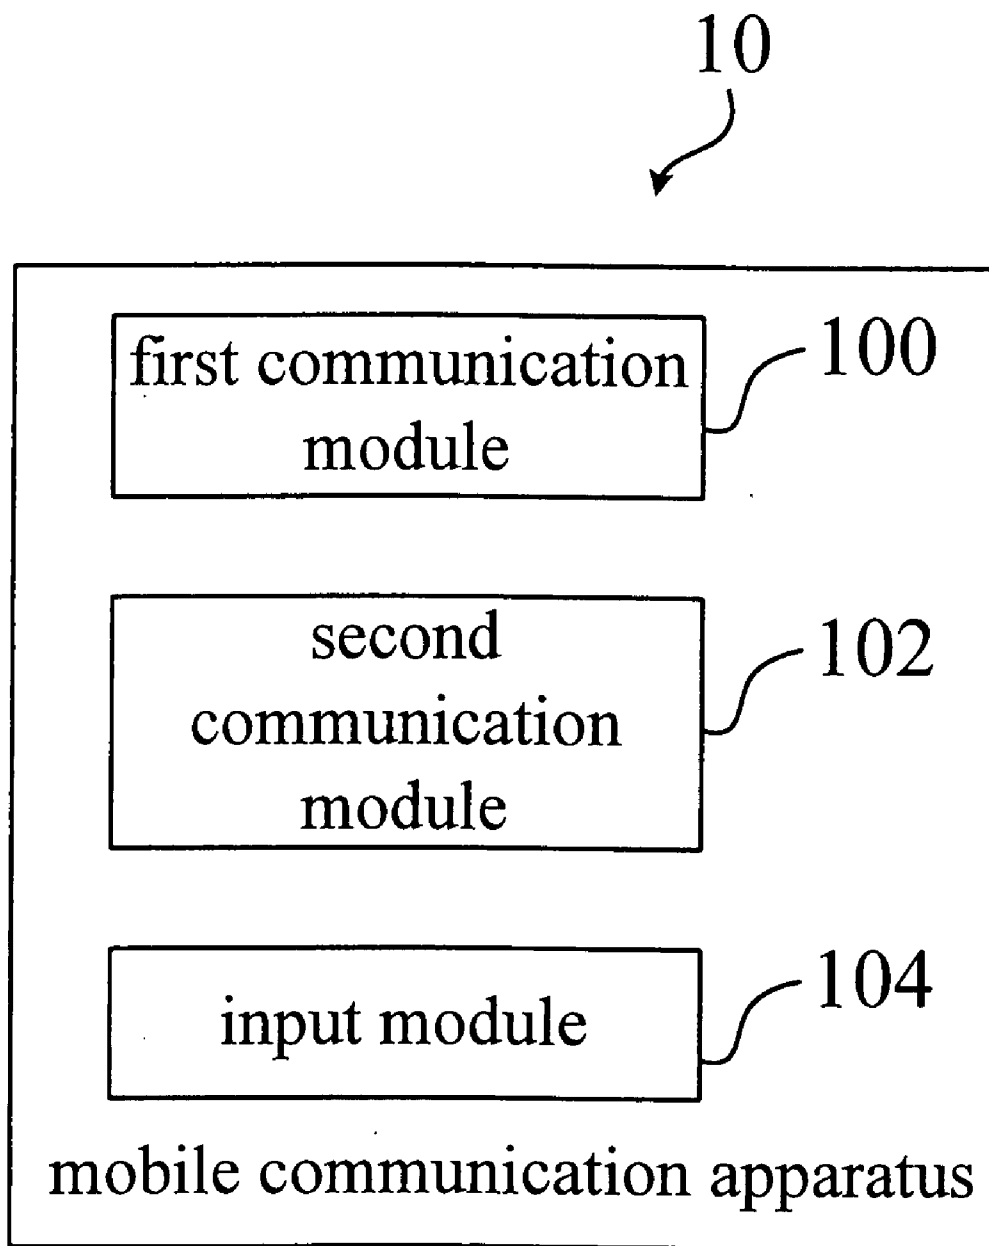 10
first communication
module
100
second
communication
module
102
input module
104
mobile communication apparatus